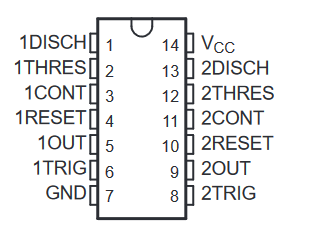 1DISCH 1 14 VCC
1THRES 2 13 2DISCH
1CONT 3 12 2THRES
1RESET 4 11 2CONT
1OUT 5 10 2RESET
1TRIG 6 9 2OUT
GND 7 8 2TRIG